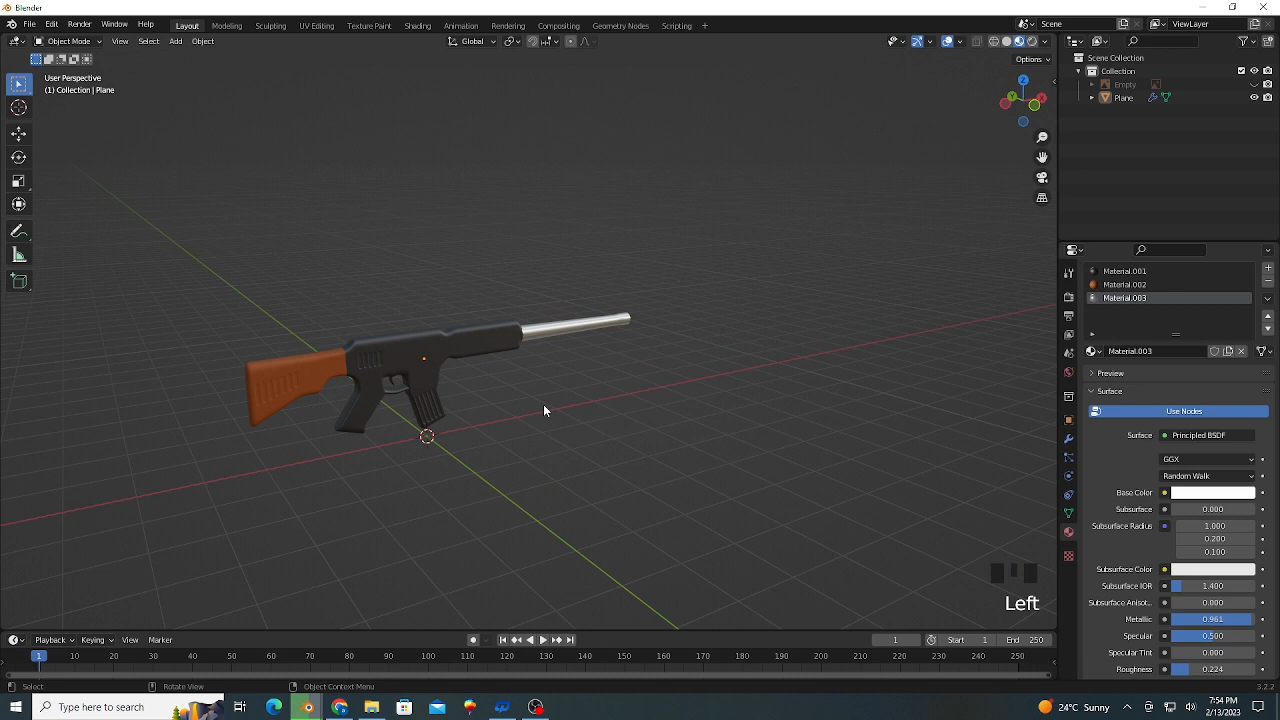 Blender
File Edit Render Window Help Layout Modeling Sculpting UV Editing Texture Paint Shading Animation Rendering Compositing Geometry Nodes Scripting + Scene ViewLayer
Object Mode View Select Add Object Global
Options
User Perspective
(1) Collection | Plane
Z
Y
X
Scene Collection
Collection
Empty
Plane
Material.001
Material.002
Material.003
Material.003
Preview
Surface
Use Nodes
Surface Principled BSDF
GGX
Random Walk
Base Color
Subsurface 0.000
Subsurface Radius 1.000
0.200
0.100
Subsurface Color
Subsurface IOR 1.400
Subsurface Anisot... 0.000
Metallic 0.961
Specular 0.500
Specular Tint 0.000
Roughness 0.224
Left
Playback Keying View Marker 1 Start 1 End 250
1 10 20 30 40 50 60 70 80 90 100 110 120 130 140 150 160 170 180 190 200 210 220 230 240 250
Select Rotate View Object Context Menu 3.2.2
Type here to search
24°C Sunny
7:54 PM
2/13/2023